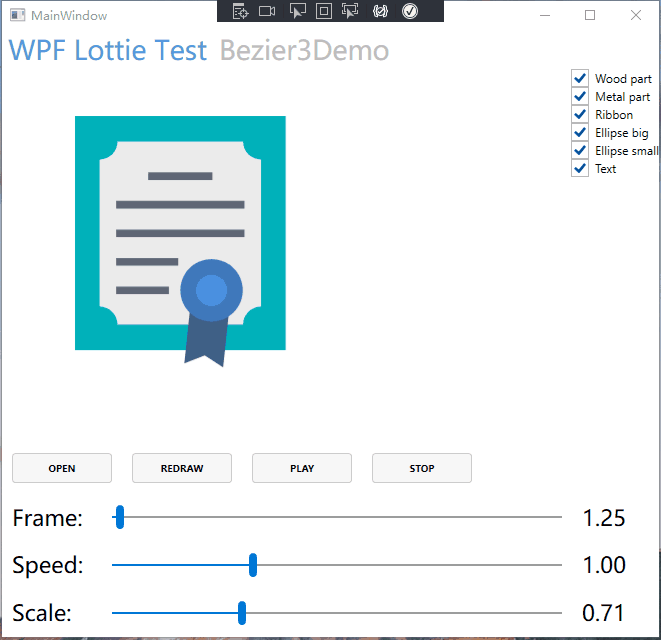 MainWindow
WPF Lottie Test Bezier3Demo
Wood part
Metal part
Ribbon
Ellipse big
Ellipse small
Text
OPEN REDRAW PLAY STOP
Frame: 1.25
Speed: 1.00
Scale: 0.71